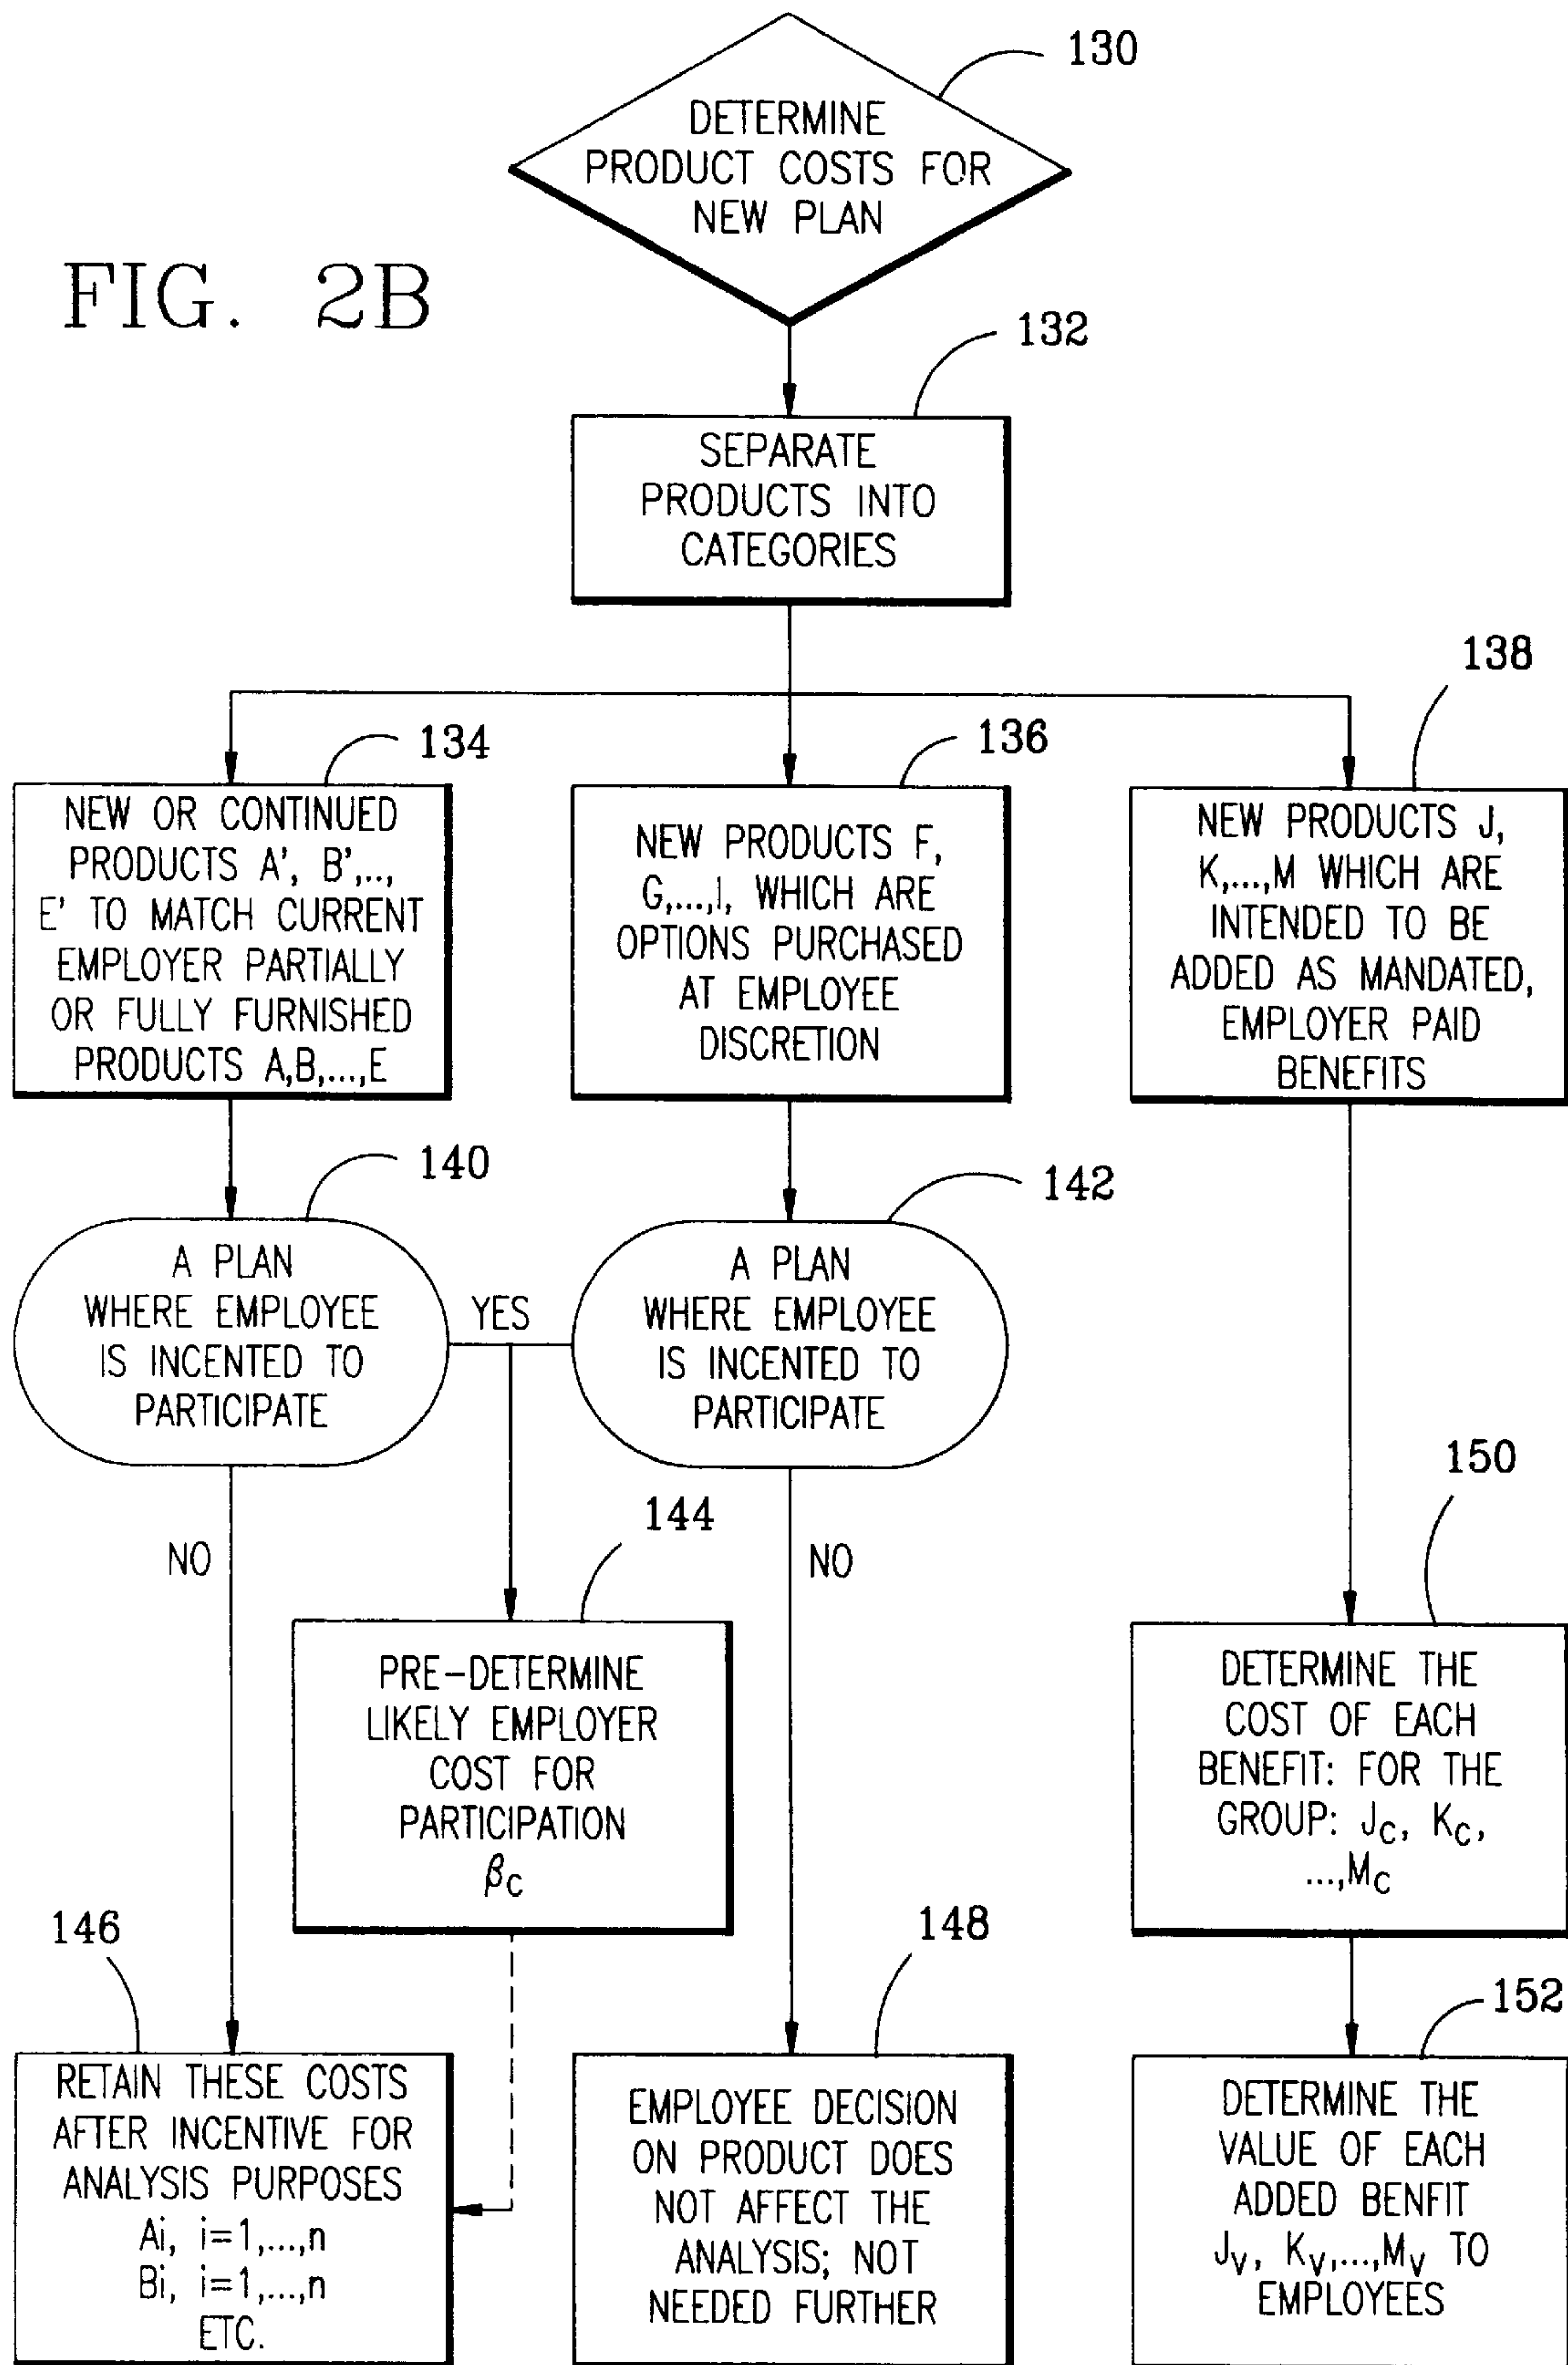 FIG. 2B
130
DETERMINE
PRODUCT COSTS FOR
NEW PLAN
132
SEPARATE
PRODUCTS INTO
CATEGORIES
134
NEW OR CONTINUED
PRODUCTS A', B',..,
E' TO MATCH CURRENT
EMPLOYER PARTIALLY
OR FULLY FURNISHED
PRODUCTS A,B,...,E
136
NEW PRODUCTS F,
G,...,I, WHICH ARE
OPTIONS PURCHASED
AT EMPLOYEE
DISCRETION
138
NEW PRODUCTS J,
K,...,M WHICH ARE
INTENDED TO BE
ADDED AS MANDATED,
EMPLOYER PAID
BENEFITS
140
A PLAN
WHERE EMPLOYEE
IS INCENTED TO
PARTICIPATE
YES
142
A PLAN
WHERE EMPLOYEE
IS INCENTED TO
PARTICIPATE
NO
144
PRE-DETERMINE
LIKELY EMPLOYER
COST FOR
PARTICIPATION
βC
NO
150
DETERMINE THE
COST OF EACH
BENEFIT: FOR THE
GROUP: JC, KC,
...,MC
146
RETAIN THESE COSTS
AFTER INCENTIVE FOR
ANALYSIS PURPOSES
Ai, i=1,...,n
Bi, i=1,...,n
ETC.
148
EMPLOYEE DECISION
ON PRODUCT DOES
NOT AFFECT THE
ANALYSIS; NOT
NEEDED FURTHER
152
DETERMINE THE
VALUE OF EACH
ADDED BENFIT
JV, KV,...,MV TO
EMPLOYEES